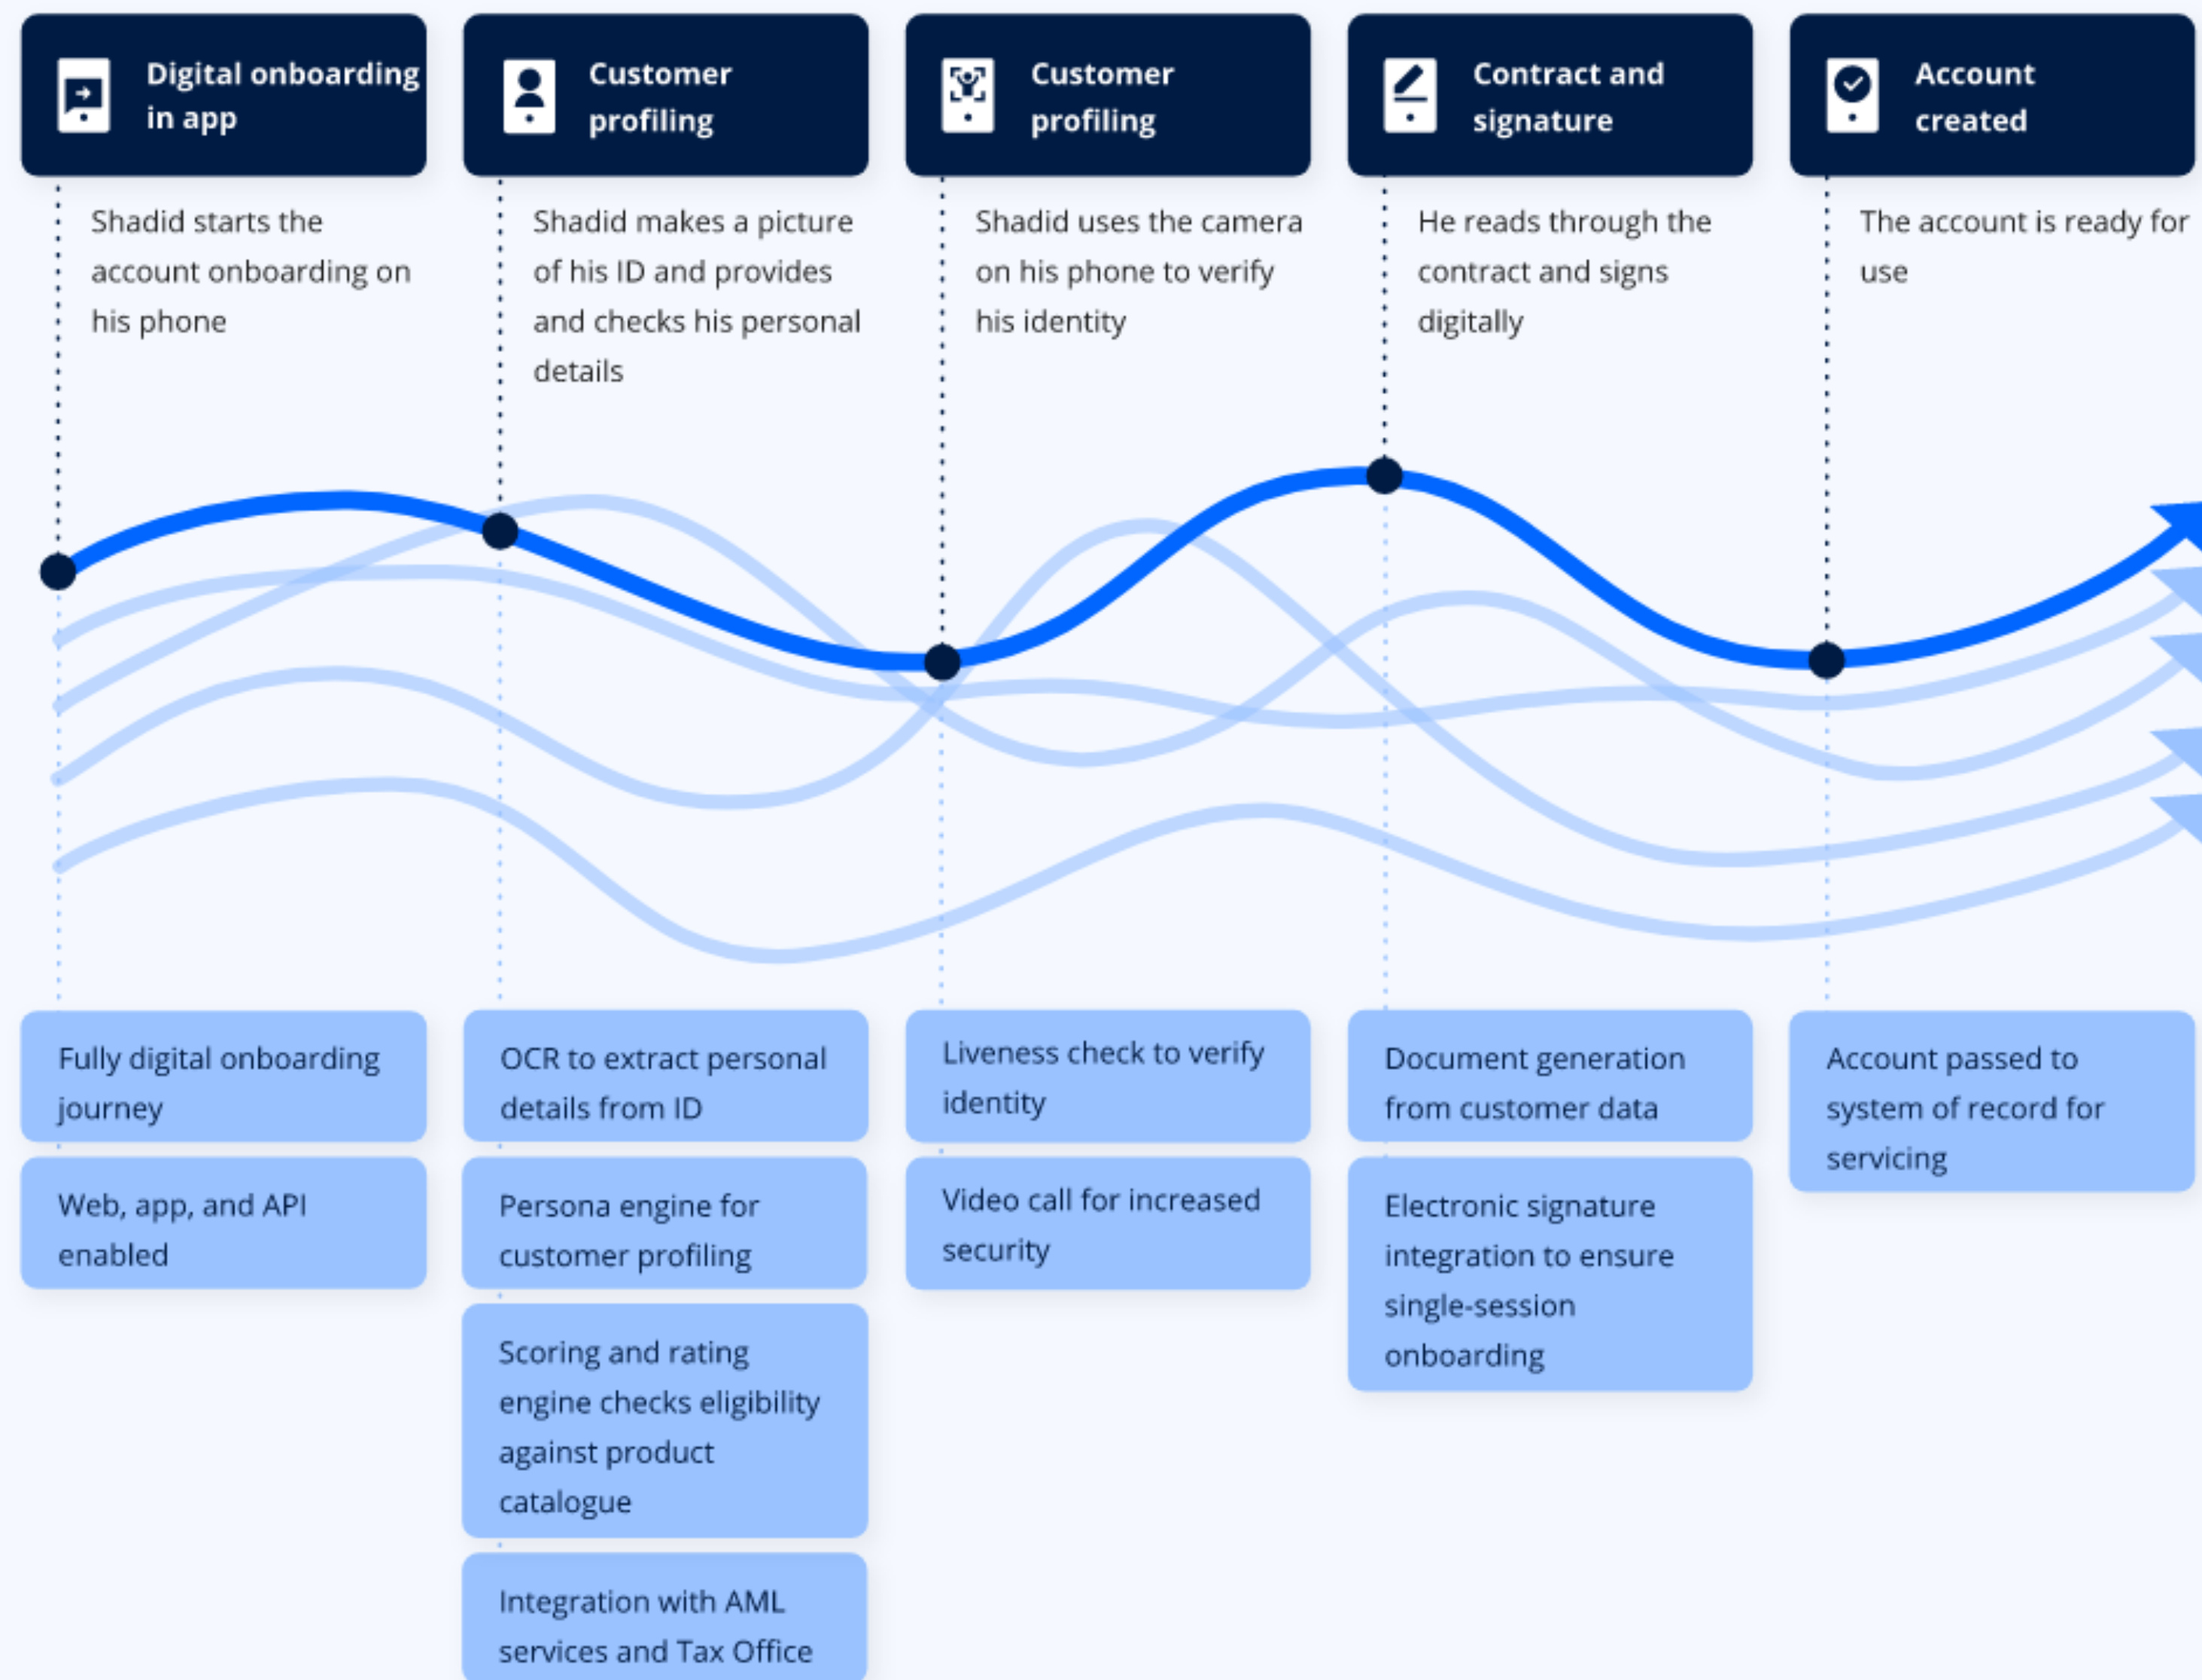 Digital onboarding
in app
Customer
profiling
Customer
profiling
Contract and
signature
Account
created
Shadid starts the
account onboarding on
his phone
Shadid makes a picture
of his ID and provides
and checks his personal
details
Shadid uses the camera
on his phone to verify
his identity
He reads through the
contract and signs
digitally
The account is ready for
use
Fully digital onboarding
journey
Web, app, and API
enabled
OCR to extract personal
details from ID
Persona engine for
customer profiling
Scoring and rating
engine checks eligibility
against product
catalogue
Integration with AML
services and Tax Office
Liveness check to verify
identity
Video call for increased
security
Document generation
from customer data
Electronic signature
integration to ensure
single-session
onboarding
Account passed to
system of record for
servicing